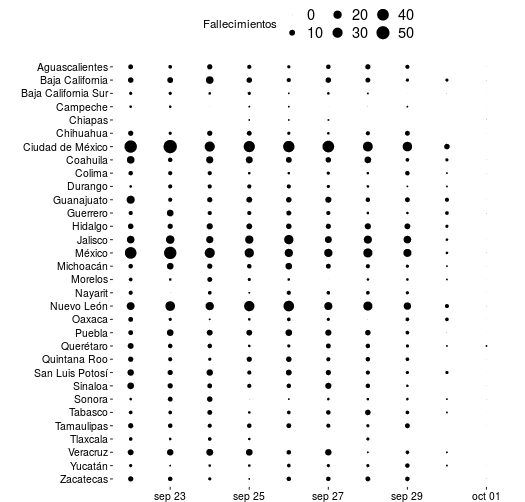 Fallecimientos
0 20 40
10 30 50
Aguascalientes
Baja California
Baja California Sur
Campeche
Chiapas
Chihuahua
Ciudad de México
Coahuila
Colima
Durango
Guanajuato
Guerrero
Hidalgo
Jalisco
México
Michoacán
Morelos
Nayarit
Nuevo León
Oaxaca
Puebla
Querétaro
Quintana Roo
San Luis Potosí
Sinaloa
Sonora
Tabasco
Tamaulipas
Tlaxcala
Veracruz
Yucatán
Zacatecas
sep 23 sep 25 sep 27 sep 29 oct 01